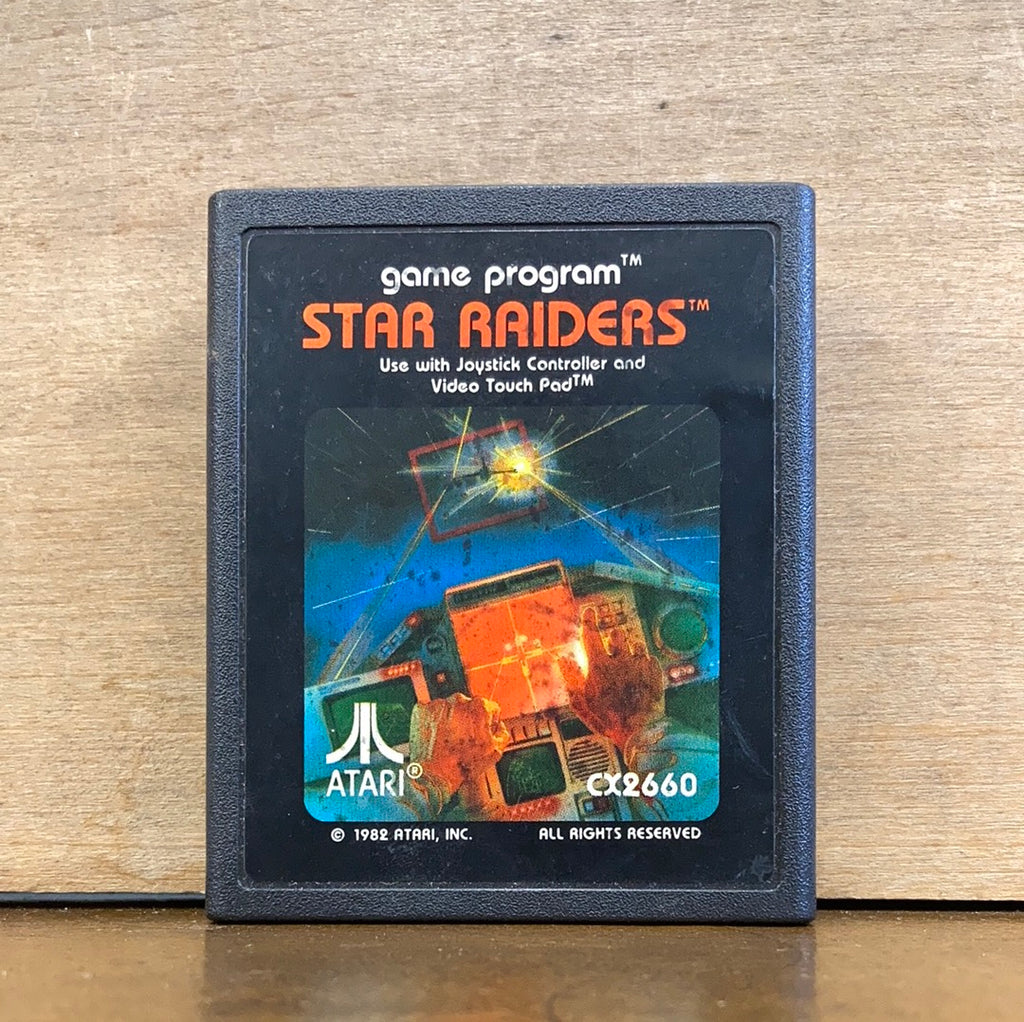 game program™
STAR RAIDERS™
Use with Joystick Controller and
Video Touch Pad™
ATARI®
CX2660
© 1982 ATARI, INC. ALL RIGHTS RESERVED